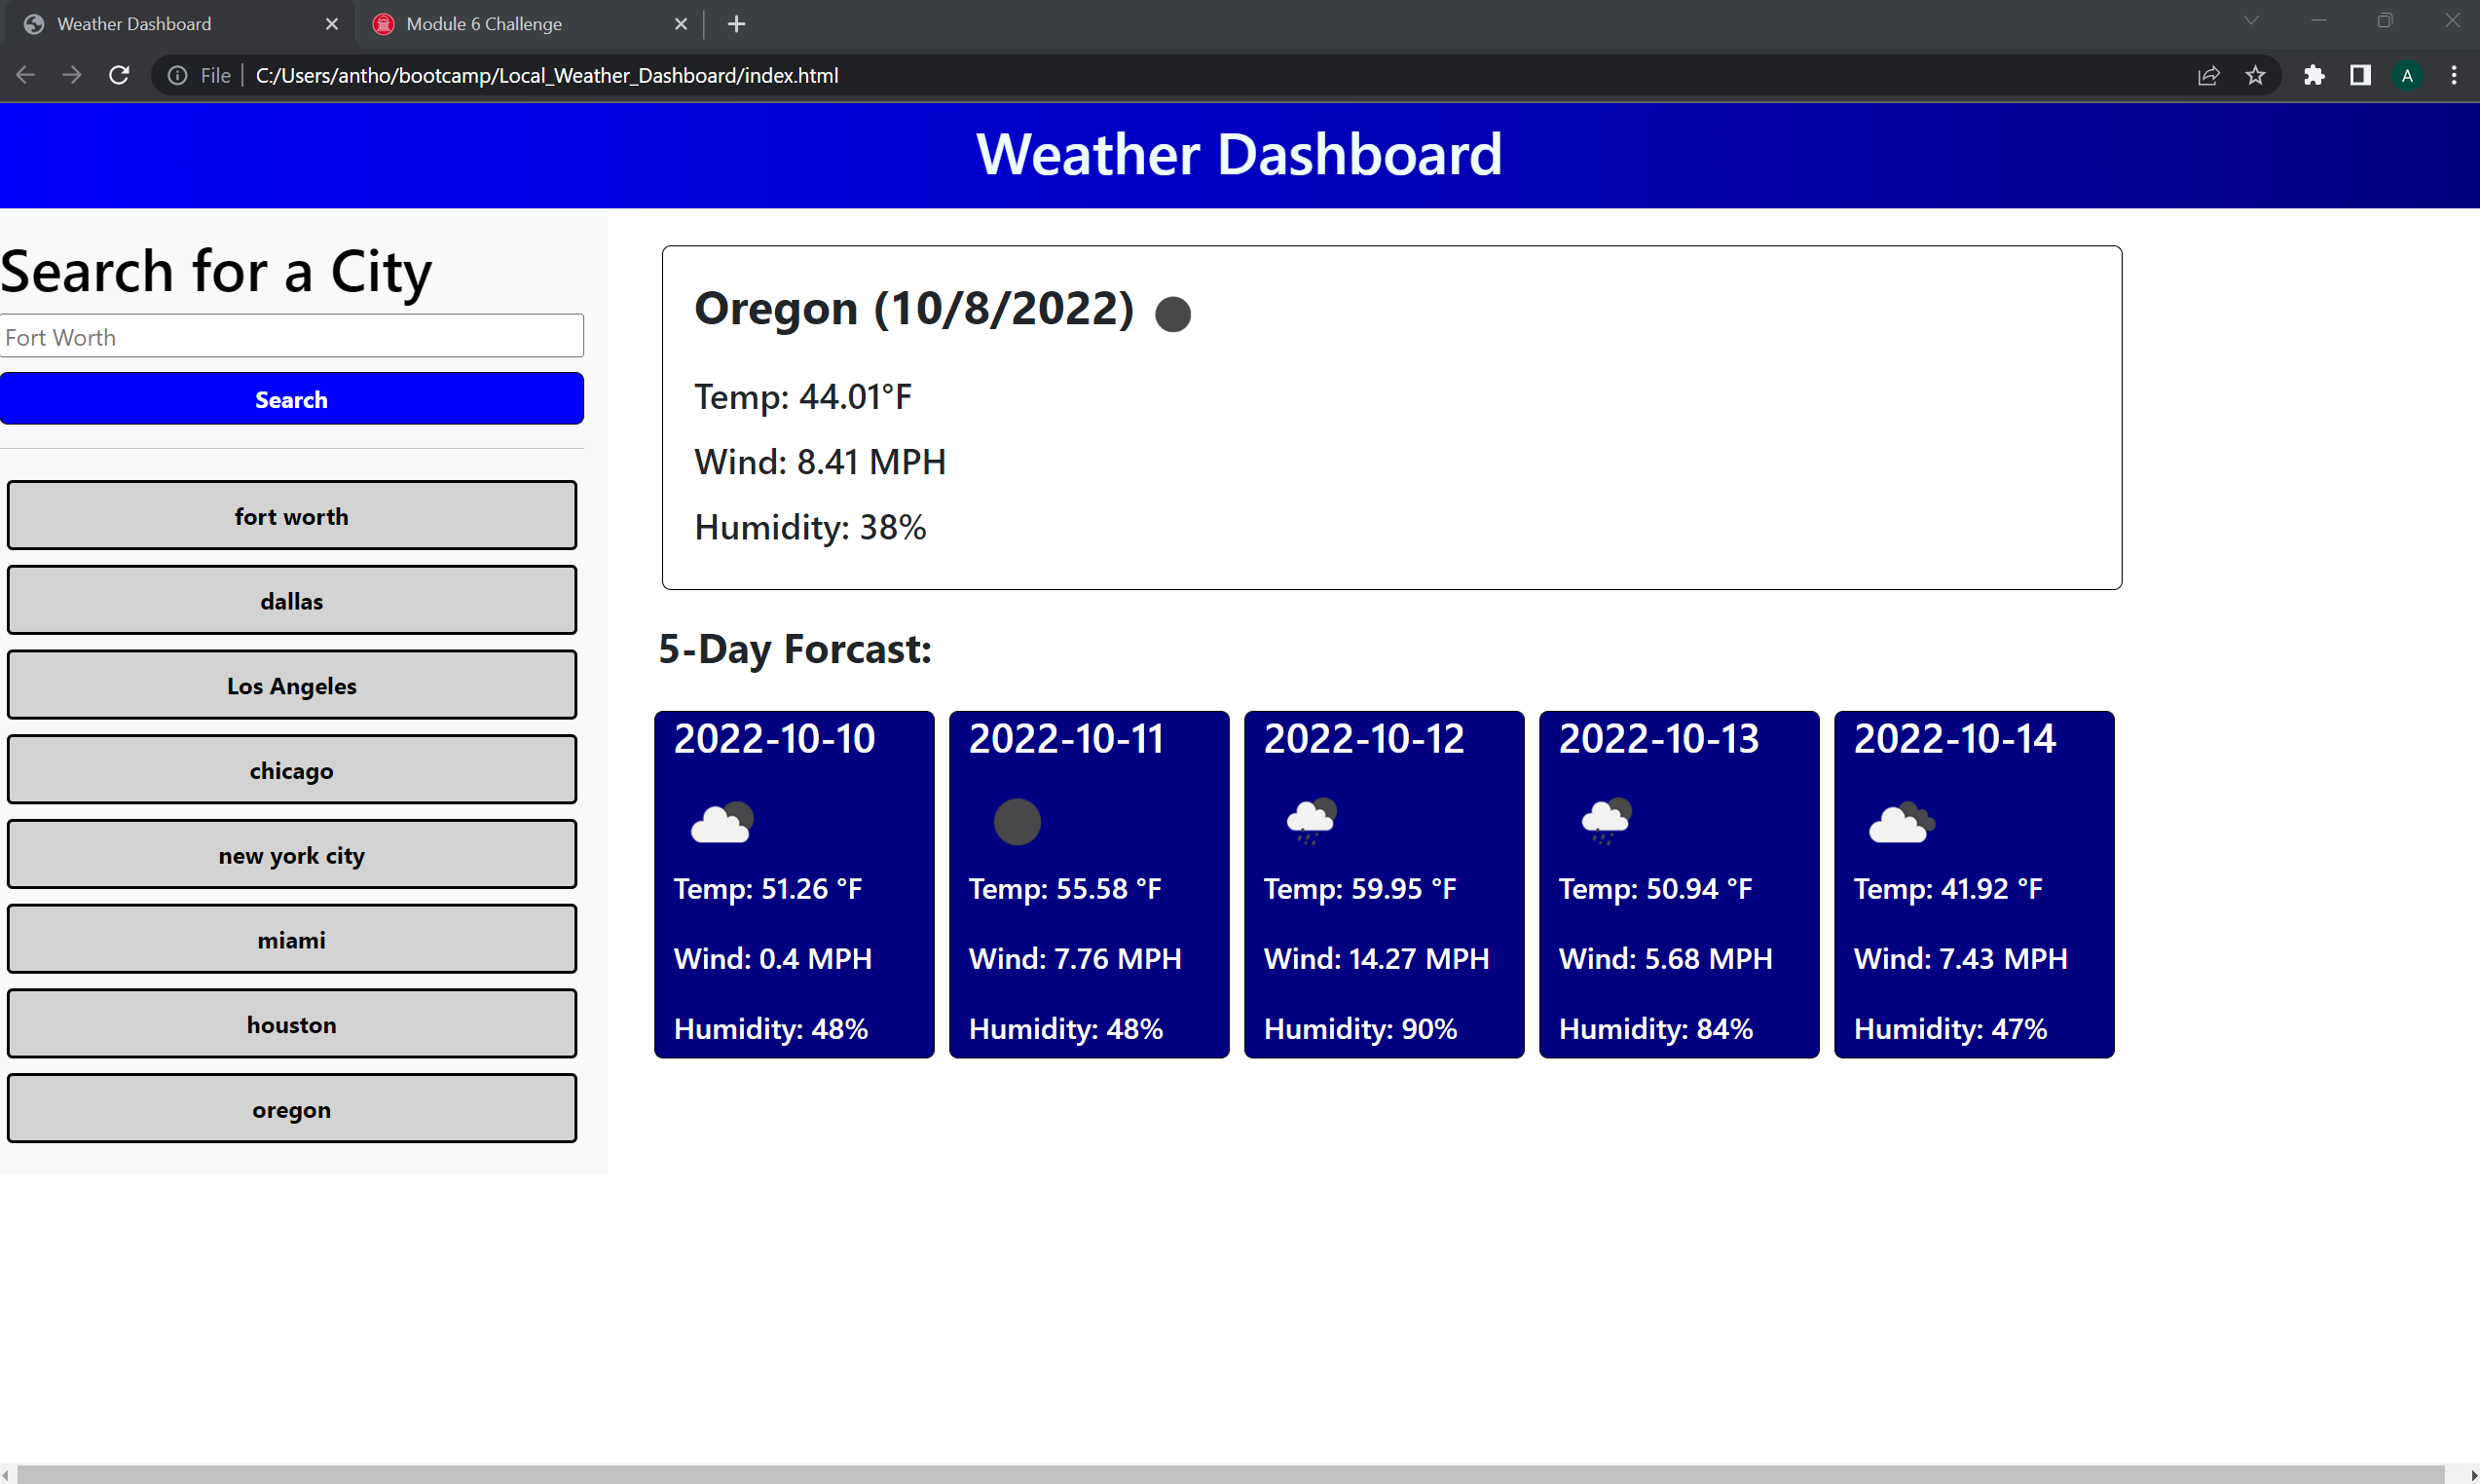 Weather Dashboard
Module 6 Challenge
File
C:/Users/antho/bootcamp/Local_Weather_Dashboard/index.html
A
Weather Dashboard
Search for a City
Fort Worth
Search
fort worth
dallas
Los Angeles
chicago
new york city
miami
houston
oregon
Oregon (10/8/2022)
Temp: 44.01°F
Wind: 8.41 MPH
Humidity: 38%
5-Day Forcast:
2022-10-10
Temp: 51.26 °F
Wind: 0.4 MPH
Humidity: 48%
2022-10-11
Temp: 55.58 °F
Wind: 7.76 MPH
Humidity: 48%
2022-10-12
Temp: 59.95 °F
Wind: 14.27 MPH
Humidity: 90%
2022-10-13
Temp: 50.94 °F
Wind: 5.68 MPH
Humidity: 84%
2022-10-14
Temp: 41.92 °F
Wind: 7.43 MPH
Humidity: 47%